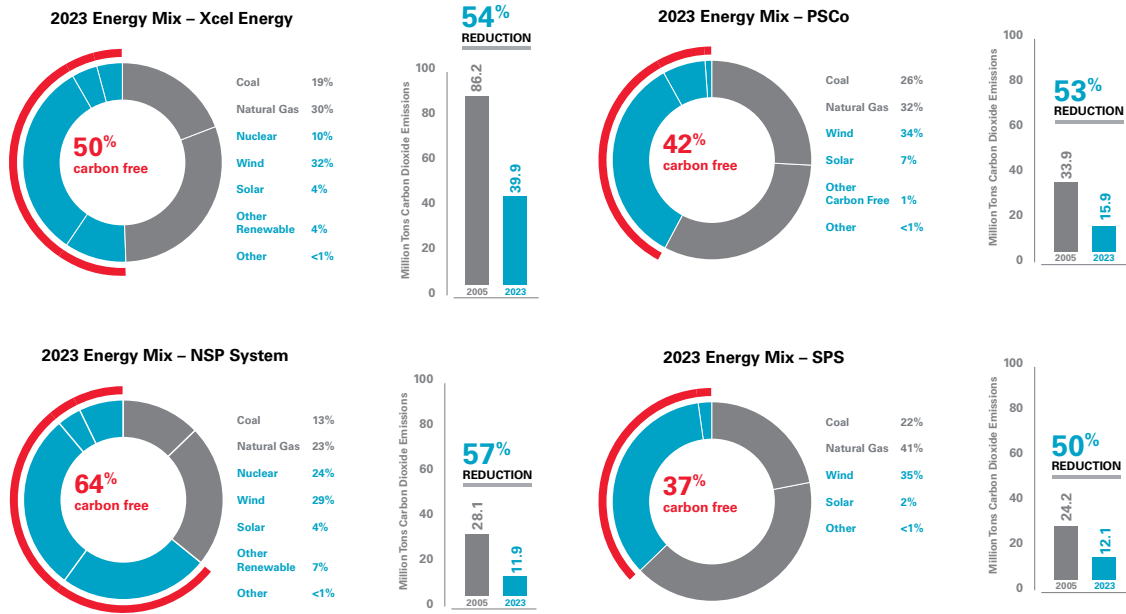 2023 Energy Mix – Xcel Energy
50%
carbon free
Coal 19%
Natural Gas 30%
Nuclear 10%
Wind 32%
Solar 4%
Other
Renewable 4%
Other <1%
54%
REDUCTION
Million Tons Carbon Dioxide Emissions
100
80
60
40
20
0
86.2
39.9
2005 2023
2023 Energy Mix – PSCo
42%
carbon free
Coal 26%
Natural Gas 32%
Wind 34%
Solar 7%
Other
Carbon Free 1%
Other <1%
53%
REDUCTION
Million Tons Carbon Dioxide Emissions
100
80
60
40
20
0
33.9
15.9
2005 2023
2023 Energy Mix – NSP System
64%
carbon free
Coal 13%
Natural Gas 23%
Nuclear 24%
Wind 29%
Solar 4%
Other
Renewable 7%
Other <1%
57%
REDUCTION
Million Tons Carbon Dioxide Emissions
100
80
60
40
20
0
28.1
11.9
2005 2023
2023 Energy Mix – SPS
37%
carbon free
Coal 22%
Natural Gas 41%
Wind 35%
Solar 2%
Other <1%
50%
REDUCTION
Million Tons Carbon Dioxide Emissions
100
80
60
40
20
0
24.2
12.1
2005 2023